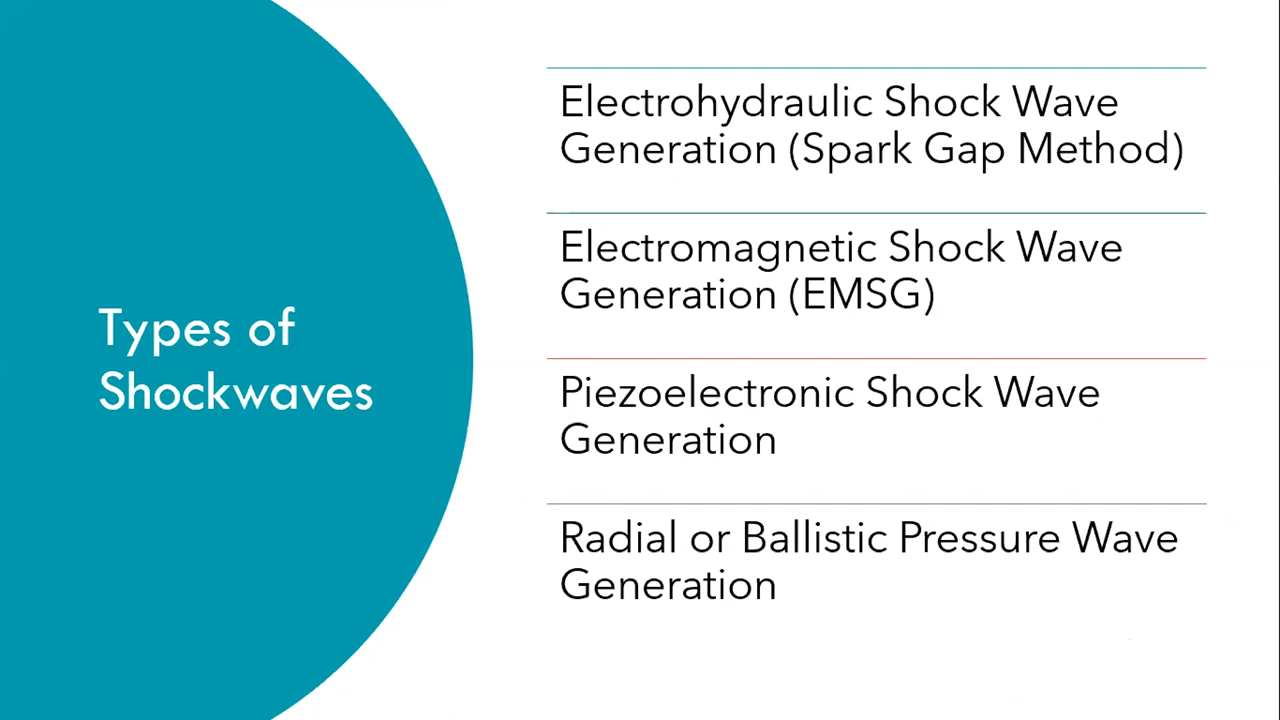 Types of
Shockwaves
Electrohydraulic Shock Wave
Generation (Spark Gap Method)
Electromagnetic Shock Wave
Generation (EMSG)
Piezoelectronic Shock Wave
Generation
Radial or Ballistic Pressure Wave
Generation